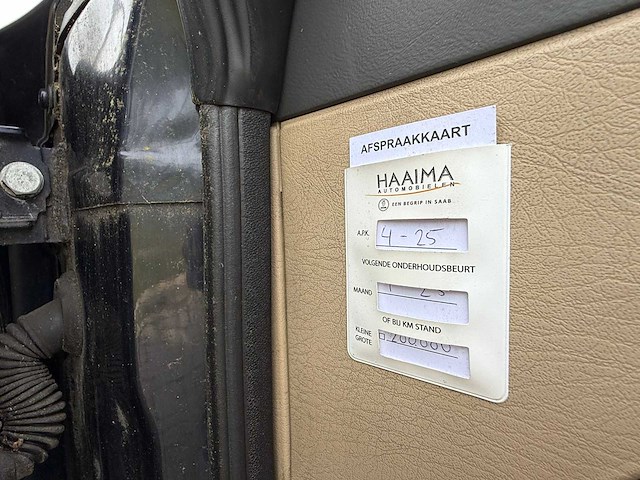 AFSPRAAKKAART
HAAIMA
AUTOMOBIELEN
EEN BEGRIP IN SAAB
A.P.K. 4-25
VOLGENDE ONDERHOUDSBEURT
MAAND
OF BIJ KM STAND
KLEINE
GROTE